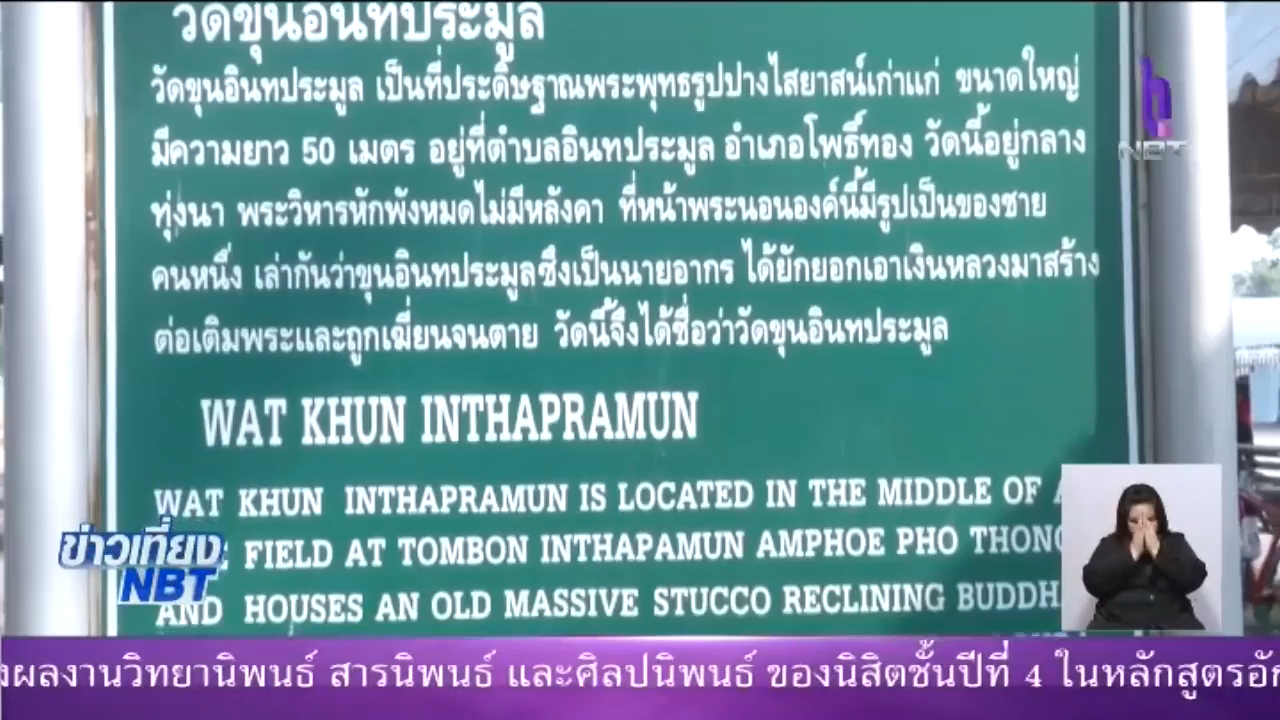 วัดขุนอินทประมูล
วัดขุนอินทประมูล เป็นที่ประดิษฐานพระพุทธรูปปางไสยาสน์เก่าแก่ ขนาดใหญ่
มีความยาว 50 เมตร อยู่ที่ตำบลอินทประมูล อำเภอโพธิ์ทอง วัดนี้อยู่กลาง
ทุ่งนา พระวิหารหักพังหมดไม่มีหลังคา ที่หน้าพระนอนองค์นี้มีรูปเป็นของชาย
คนหนึ่ง เล่ากันว่าขุนอินทประมูลซึ่งเป็นนายอากร ได้ยักยอกเอาเงินหลวงมาสร้าง
ต่อเติมพระและถูกเฆี่ยนจนตาย วัดนี้จึงได้ชื่อว่าวัดขุนอินทประมูล
WAT KHUN INTHAPRAMUN
WAT KHUN INTHAPRAMUN IS LOCATED IN THE MIDDLE OF
FIELD AT TOMBON INTHAPAMUN AMPHOE PHO THONG
AND HOUSES AN OLD MASSIVE STUCCO RECLINING BUDDH
NBT
ข่าวเที่ยง
NBT
ผลงานวิทยานิพนธ์ สารนิพนธ์ และศิลปนิพนธ์ ของนิสิตชั้นปีที่ 4 ในหลักสูตร